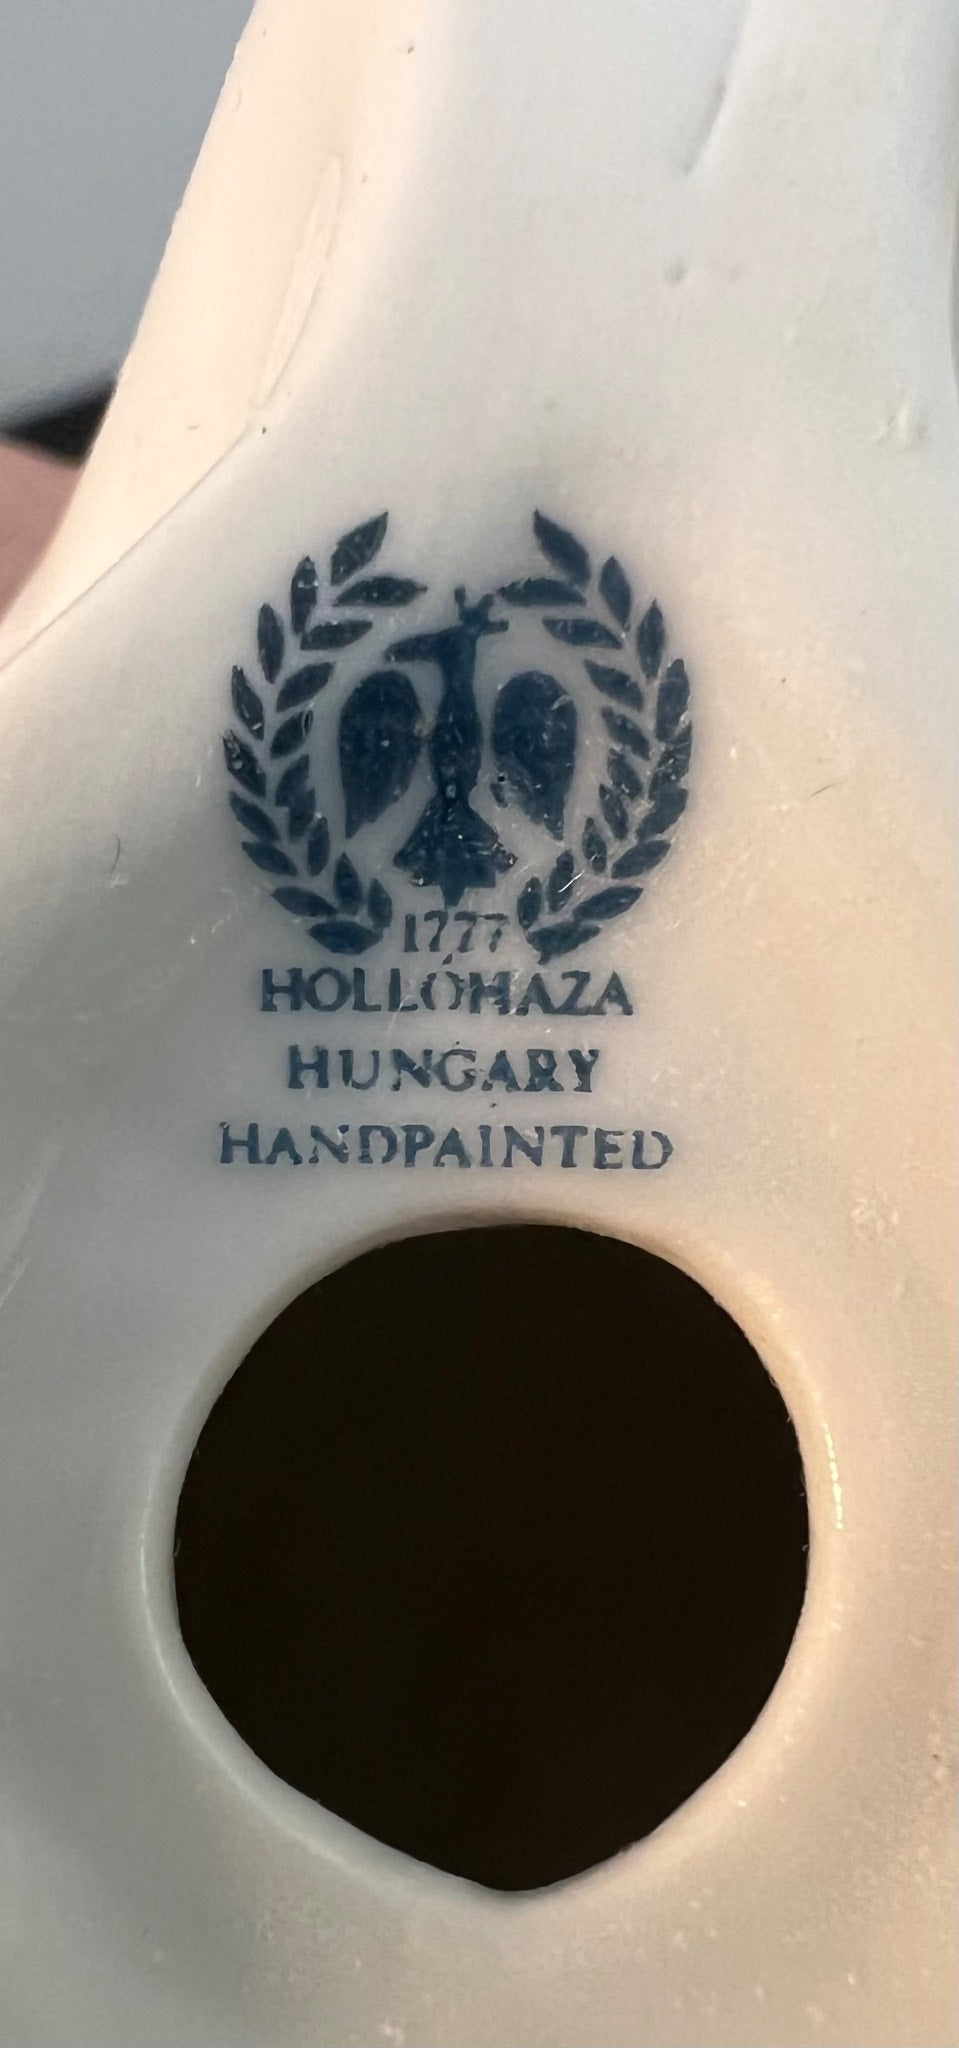 1777
HOLLÓHAZA
HUNGARY
HANDPAINTED